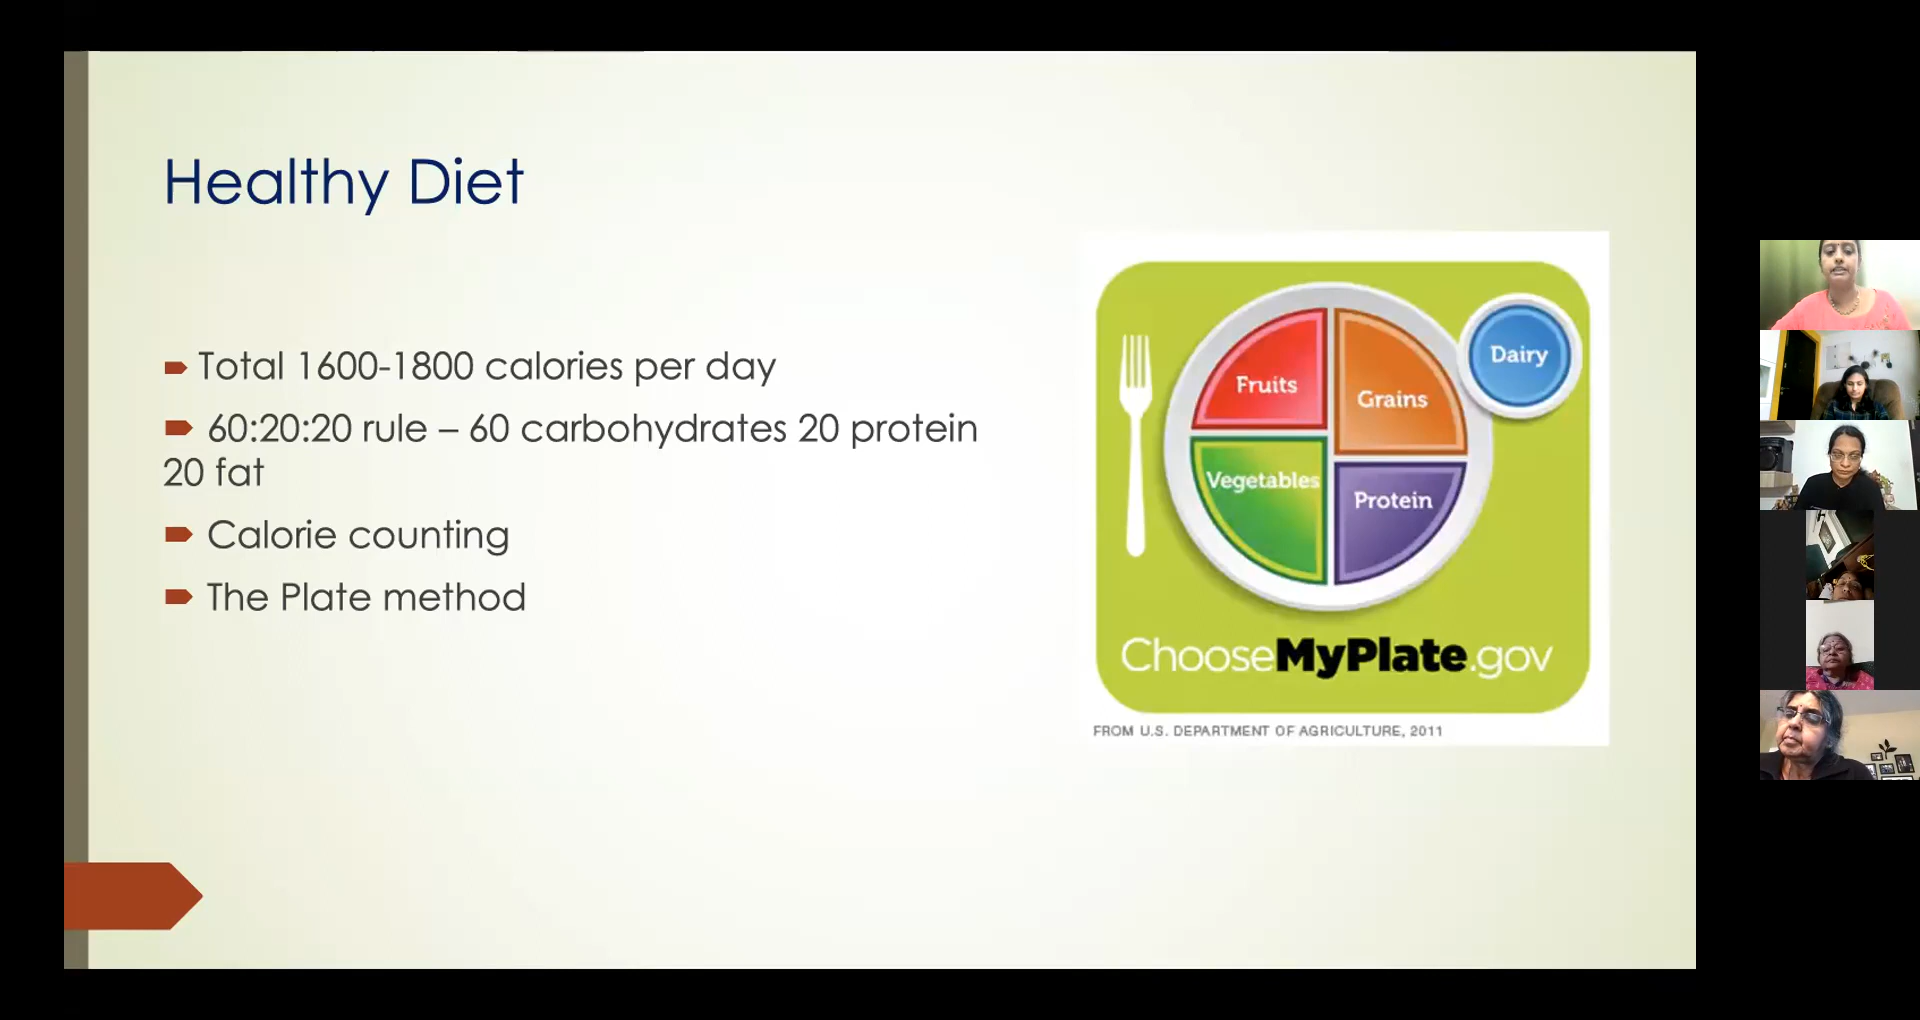 Healthy Diet
Total 1600-1800 calories per day
60:20:20 rule – 60 carbohydrates 20 protein
20 fat
Calorie counting
The Plate method
Fruits
Grains
Dairy
Vegetables
Protein
ChooseMyPlate.gov
FROM U.S. DEPARTMENT OF AGRICULTURE, 2011